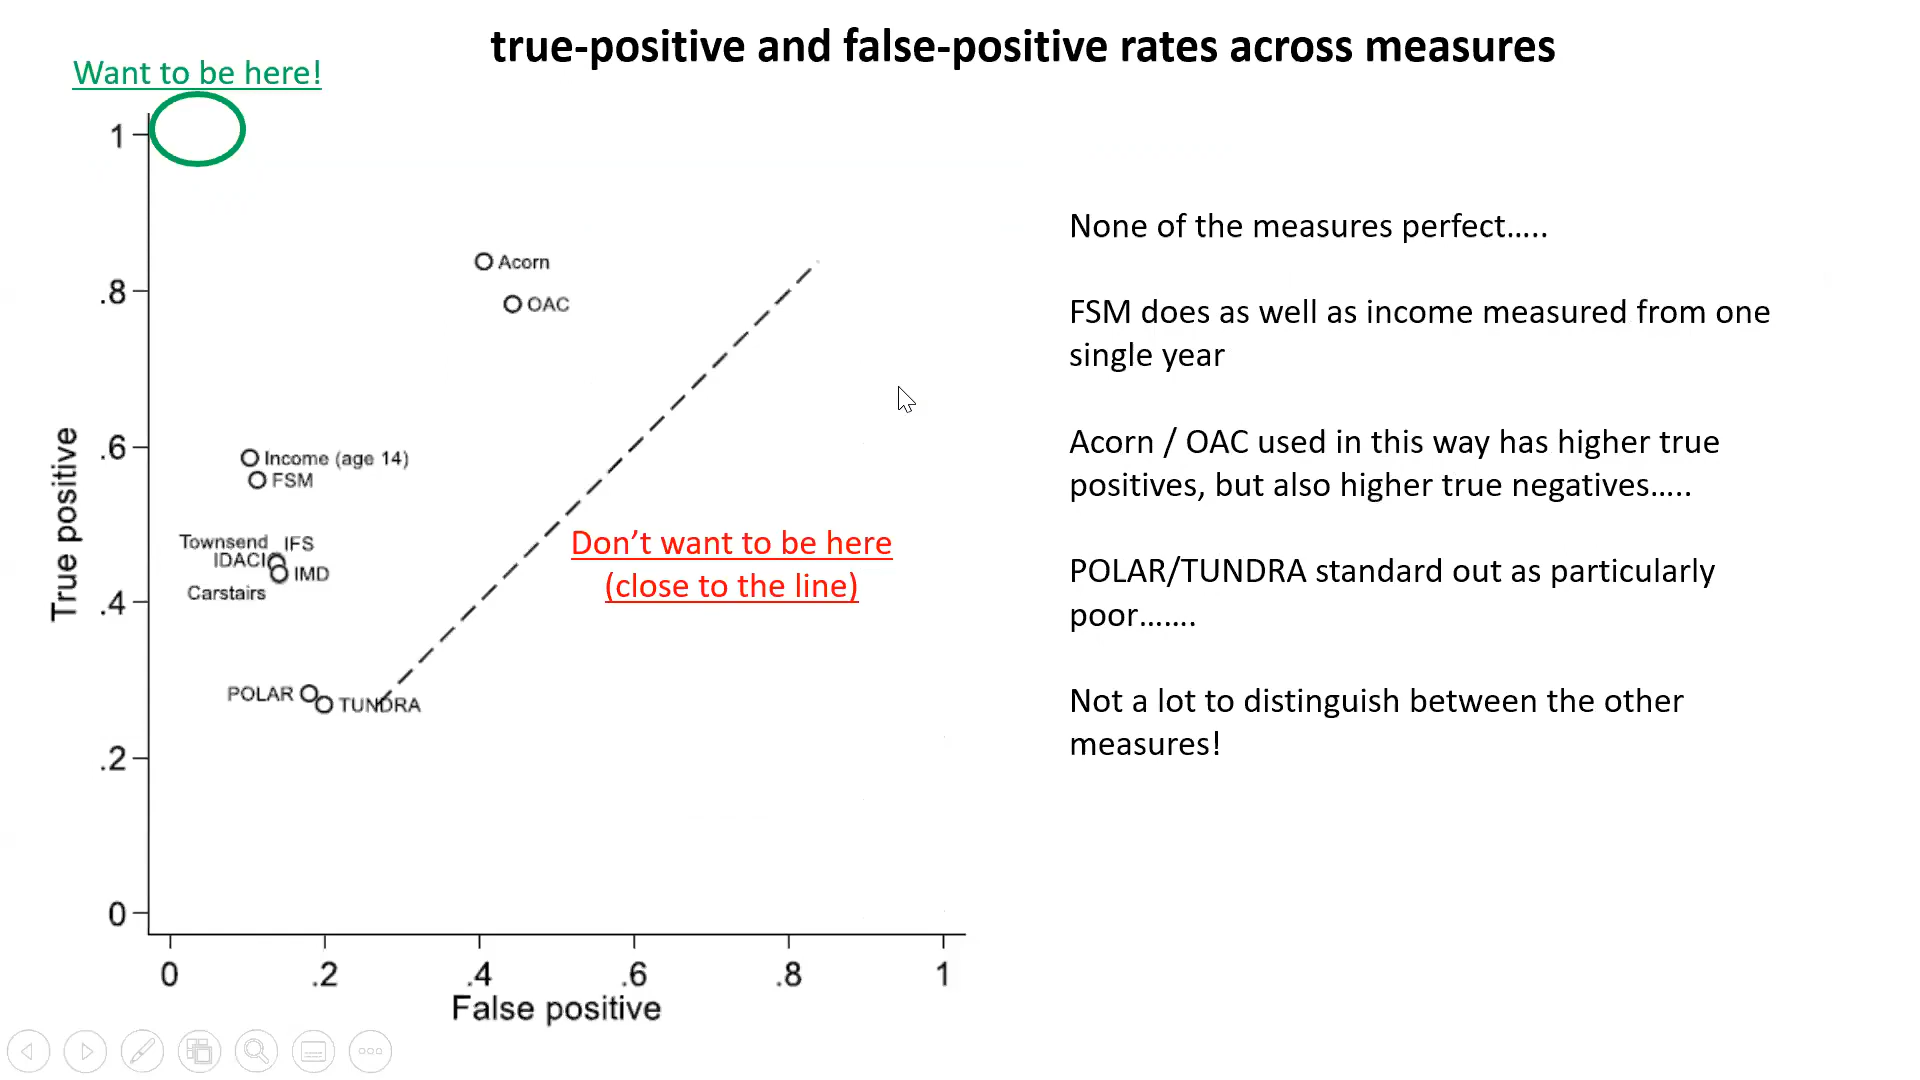 true-positive and false-positive rates across measures
Want to be here!
1
.8
.6
.4
.2
0
True positive
Acorn
OAC
Income (age 14)
FSM
Townsend IFS
IDACI
IMD
Carstairs
POLAR
TUNDRA
Don’t want to be here
(close to the line)
0 .2 .4 .6 .8 1
False positive
None of the measures perfect…..
FSM does as well as income measured from one
single year
Acorn / OAC used in this way has higher true
positives, but also higher true negatives…..
POLAR/TUNDRA standard out as particularly
poor…….
Not a lot to distinguish between the other
measures!